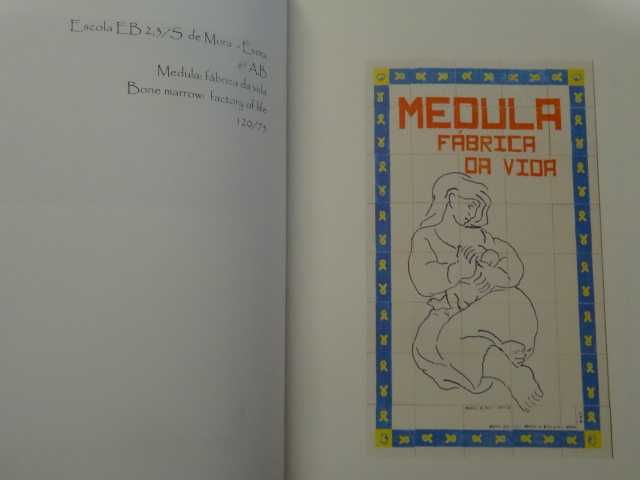 Escola EB 2,3/S de Mora - Évora
6º AB
Medula: fábrica da vida
Bone marrow: factory of life
120/75
MEDULA
FÁBRICA
DA VIDA